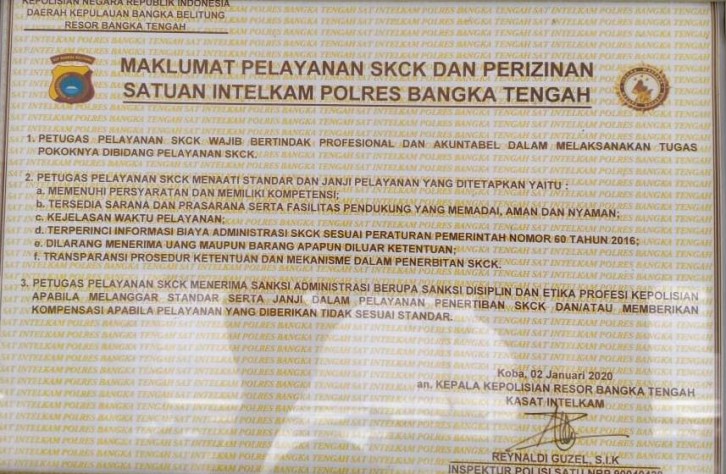 KEPOLISIAN NEGARA REPUBLIK INDONESIA
DAERAH KEPULAUAN BANGKA BELITUNG
RESOR BANGKA TENGAH
MAKLUMAT PELAYANAN SKCK DAN PERIZINAN
SATUAN INTELKAM POLRES BANGKA TENGAH
1. PETUGAS PELAYANAN SKCK WAJIB BERTINDAK PROFESIONAL DAN AKUNTABEL DALAM MELAKSANAKAN TUGAS
POKOKNYA DIBIDANG PELAYANAN SKCK.
2. PETUGAS PELAYANAN SKCK MENAATI STANDAR DAN JANJI PELAYANAN YANG DITETAPKAN YAITU :
a. MEMENUHI PERSYARATAN DAN MEMILIKI KOMPETENSI;
b. TERSEDIA SARANA DAN PRASARANA SERTA FASILITAS PENDUKUNG YANG MEMADAI, AMAN DAN NYAMAN;
c. KEJELASAN WAKTU PELAYANAN;
d. TERPERINCI INFORMASI BIAYA ADMINISTRASI SKCK SESUAI PERATURAN PEMERINTAH NOMOR 60 TAHUN 2016;
e. DILARANG MENERIMA UANG MAUPUN BARANG APAPUN DILUAR KETENTUAN;
f. TRANSPARANSI PROSEDUR KETENTUAN DAN MEKANISME DALAM PENERBITAN SKCK.
3. PETUGAS PELAYANAN SKCK MENERIMA SANKSI ADMINISTRASI BERUPA SANKSI DISIPLIN DAN ETIKA PROFESI KEPOLISIAN
APABILA MELANGGAR STANDAR SERTA JANJI DALAM PELAYANAN PENERTIBAN SKCK DAN/ATAU MEMBERIKAN
KOMPENSASI APABILA PELAYANAN YANG DIBERIKAN TIDAK SESUAI STANDAR.
Koba, 02 Januari 2020
an. KEPALA KEPOLISIAN RESOR BANGKA TENGAH
KASAT INTELKAM
REYNALDI GUZEL, S.I.K
INSPEKTUR POLISI SATU NRP